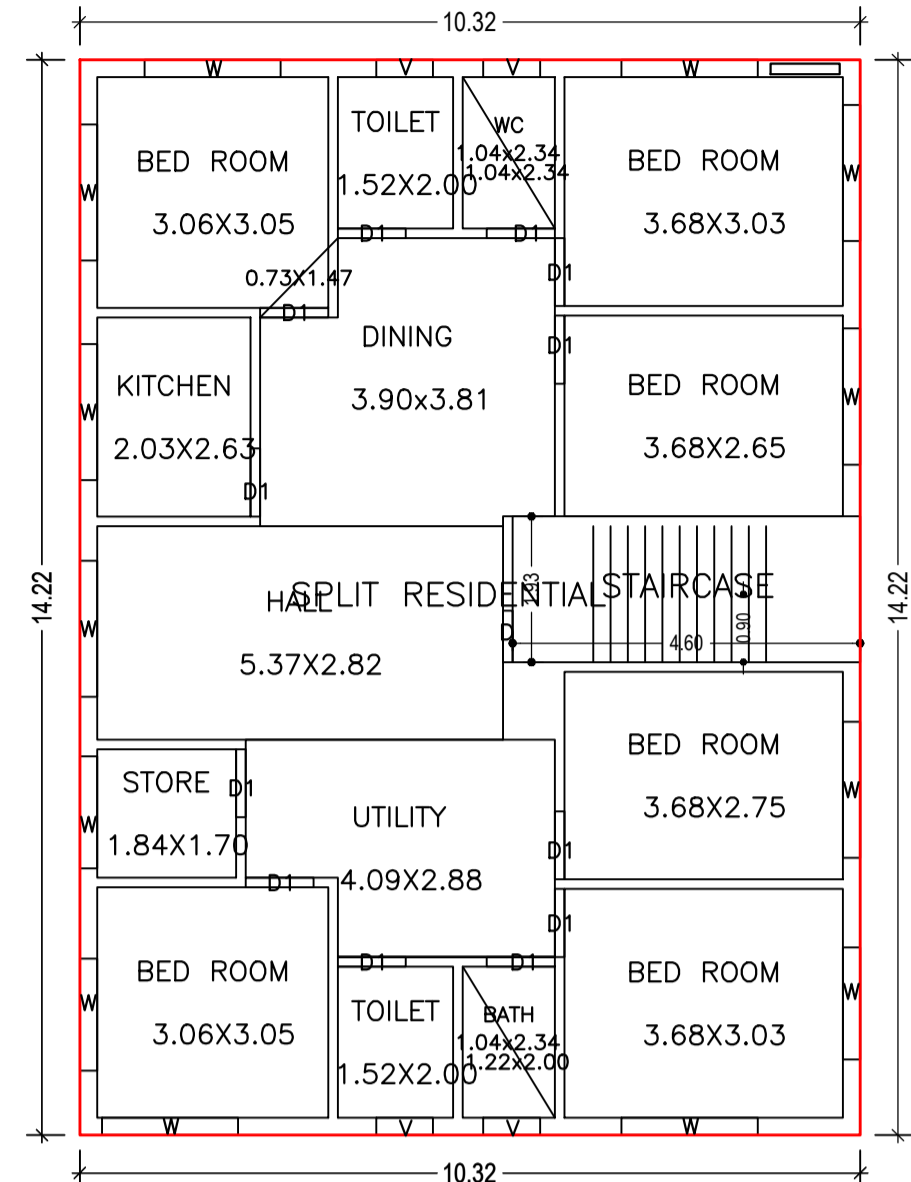 10.32
W
V
V
W
BED ROOM
3.06X3.05
TOILET
1.52X2.00
WC
1.04x2.34
1.04x2.34
BED ROOM
3.68X3.03
W
W
D1
D1
D1
0.73X1.47
D1
DINING
3.90x3.81
D1
KITCHEN
2.03X2.63
W
D1
BED ROOM
3.68X2.65
W
14.22
14.22
HALL
5.37X2.82
W
SPLIT RESIDENTIAL
STAIRCASE
D
1.93
4.60
0.90
STORE
1.84X1.70
W
D1
UTILITY
4.09X2.88
D1
BED ROOM
3.68X2.75
W
D1
D1
D1
D1
BED ROOM
3.06X3.05
W
TOILET
1.52X2.00
BATH
1.04x2.34
1.22x2.00
BED ROOM
3.68X3.03
W
W
V
V
W
10.32